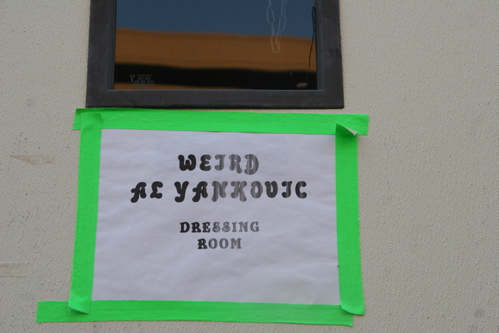 WEIRD
AL YANKOVIC
DRESSING
ROOM